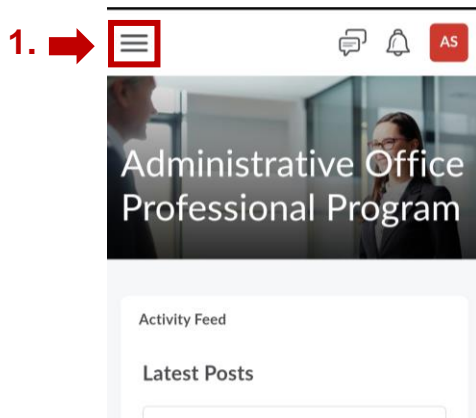 1.
AS
Administrative Office
Professional Program
Activity Feed
Latest Posts